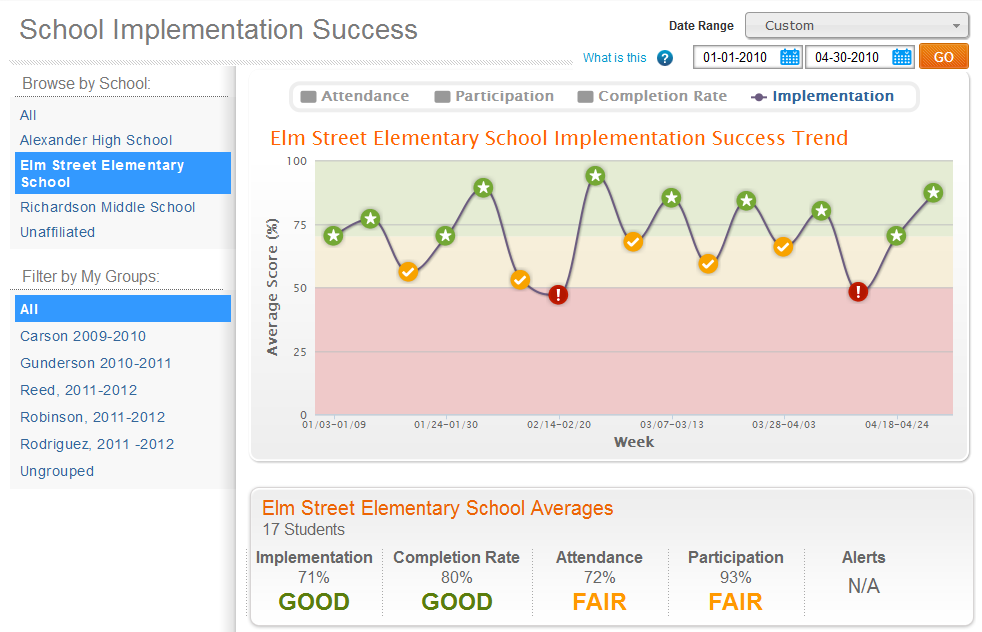 School Implementation Success
Date Range Custom
What is this ? 01-01-2010 04-30-2010 GO
Browse by School:
All
Alexander High School
Elm Street Elementary
School
Richardson Middle School
Unaffiliated
Filter by My Groups:
All
Carson 2009-2010
Gunderson 2010-2011
Reed, 2011-2012
Robinson, 2011-2012
Rodriguez, 2011 -2012
Ungrouped
Attendance Participation Completion Rate Implementation
Elm Street Elementary School Implementation Success Trend
Average Score (%)
100
75
50
25
0
01/03-01/09 01/24-01/30 02/14-02/20 03/07-03/13 03/28-04/03 04/18-04/24
Week
Elm Street Elementary School Averages
17 Students
Implementation Completion Rate Attendance Participation Alerts
71% 80% 72% 93% N/A
GOOD GOOD FAIR FAIR